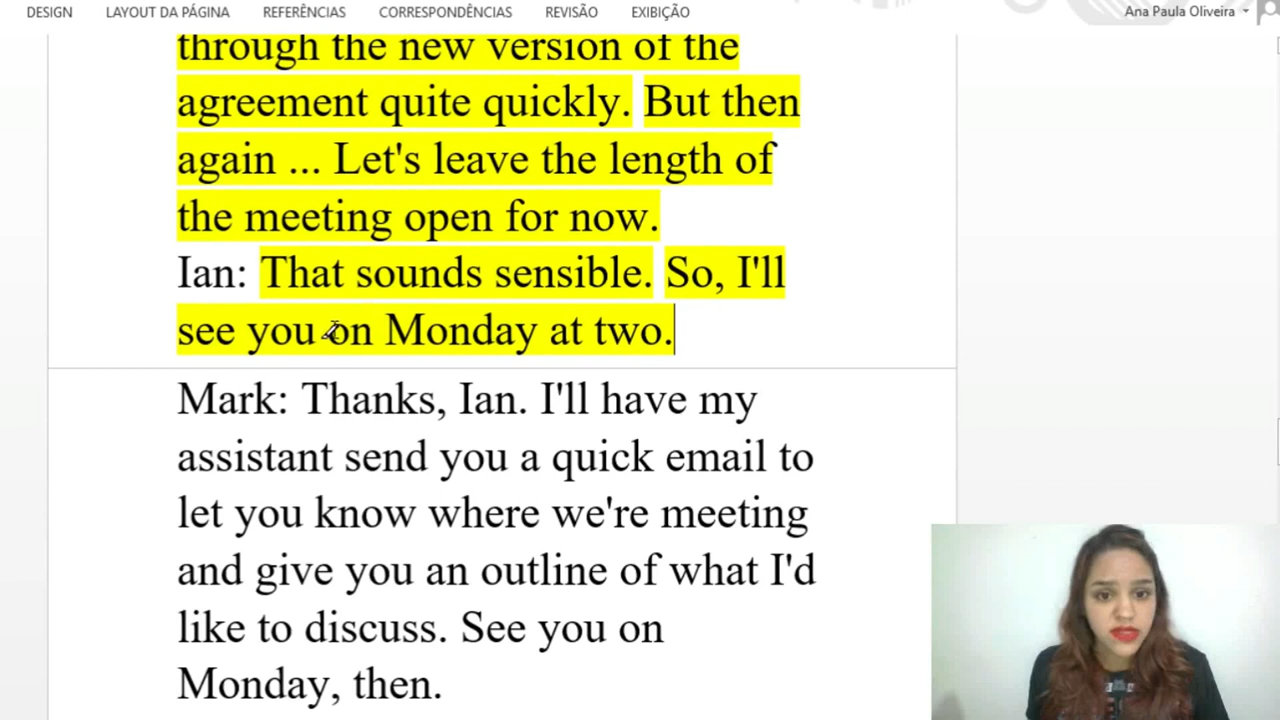 DESIGN LAYOUT DA PÁGINA REFERÊNCIAS CORRESPONDÊNCIAS REVISÃO EXIBIÇÃO Ana Paula Oliveira
through the new version of the
agreement quite quickly. But then
again ... Let's leave the length of
the meeting open for now.
Ian: That sounds sensible. So, I'll
see you on Monday at two.
Mark: Thanks, Ian. I'll have my
assistant send you a quick email to
let you know where we're meeting
and give you an outline of what I'd
like to discuss. See you on
Monday, then.